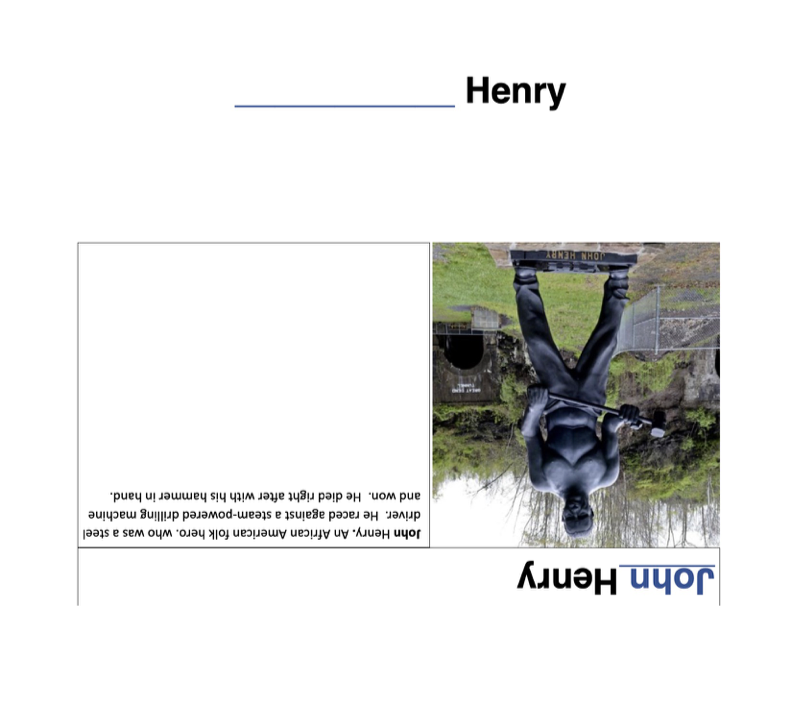 __________ Henry
John Henry
John Henry. An African American folk hero. who was a steel
driver. He raced against a steam-powered drilling machine
and won. He died right after with his hammer in hand.
JOHN HENRY
GREAT BEND
TUNNEL